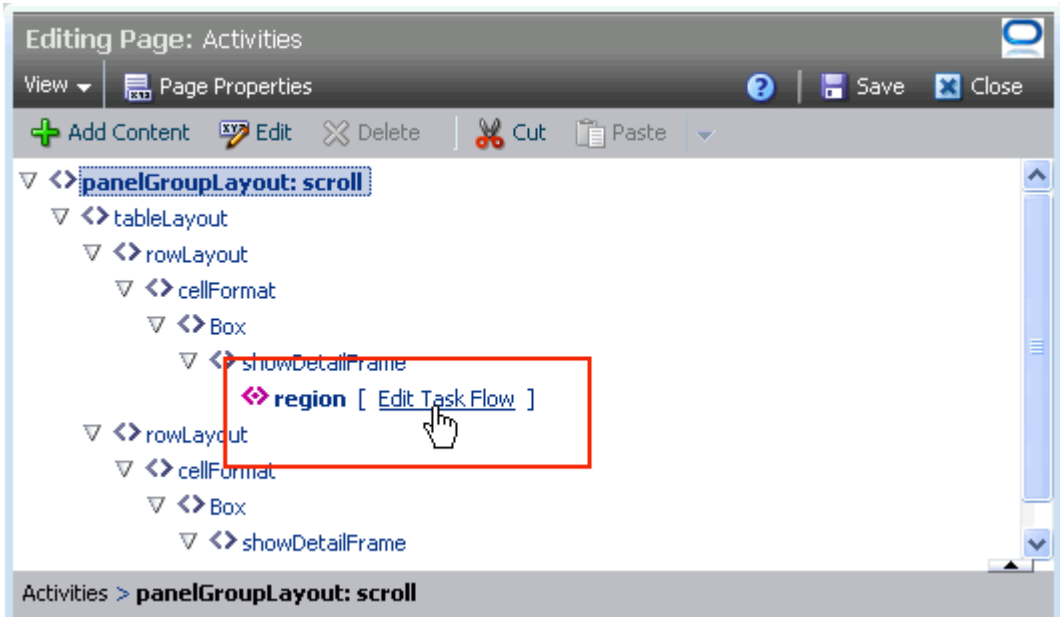 Editing Page: Activities
View Page Properties Save Close
Add Content Edit Delete Cut Paste
panelGroupLayout: scroll
tableLayout
rowLayout
cellFormat
Box
showDetailFrame
region [ Edit Task Flow ]
rowLayout
cellFormat
Box
showDetailFrame
Activities > panelGroupLayout: scroll